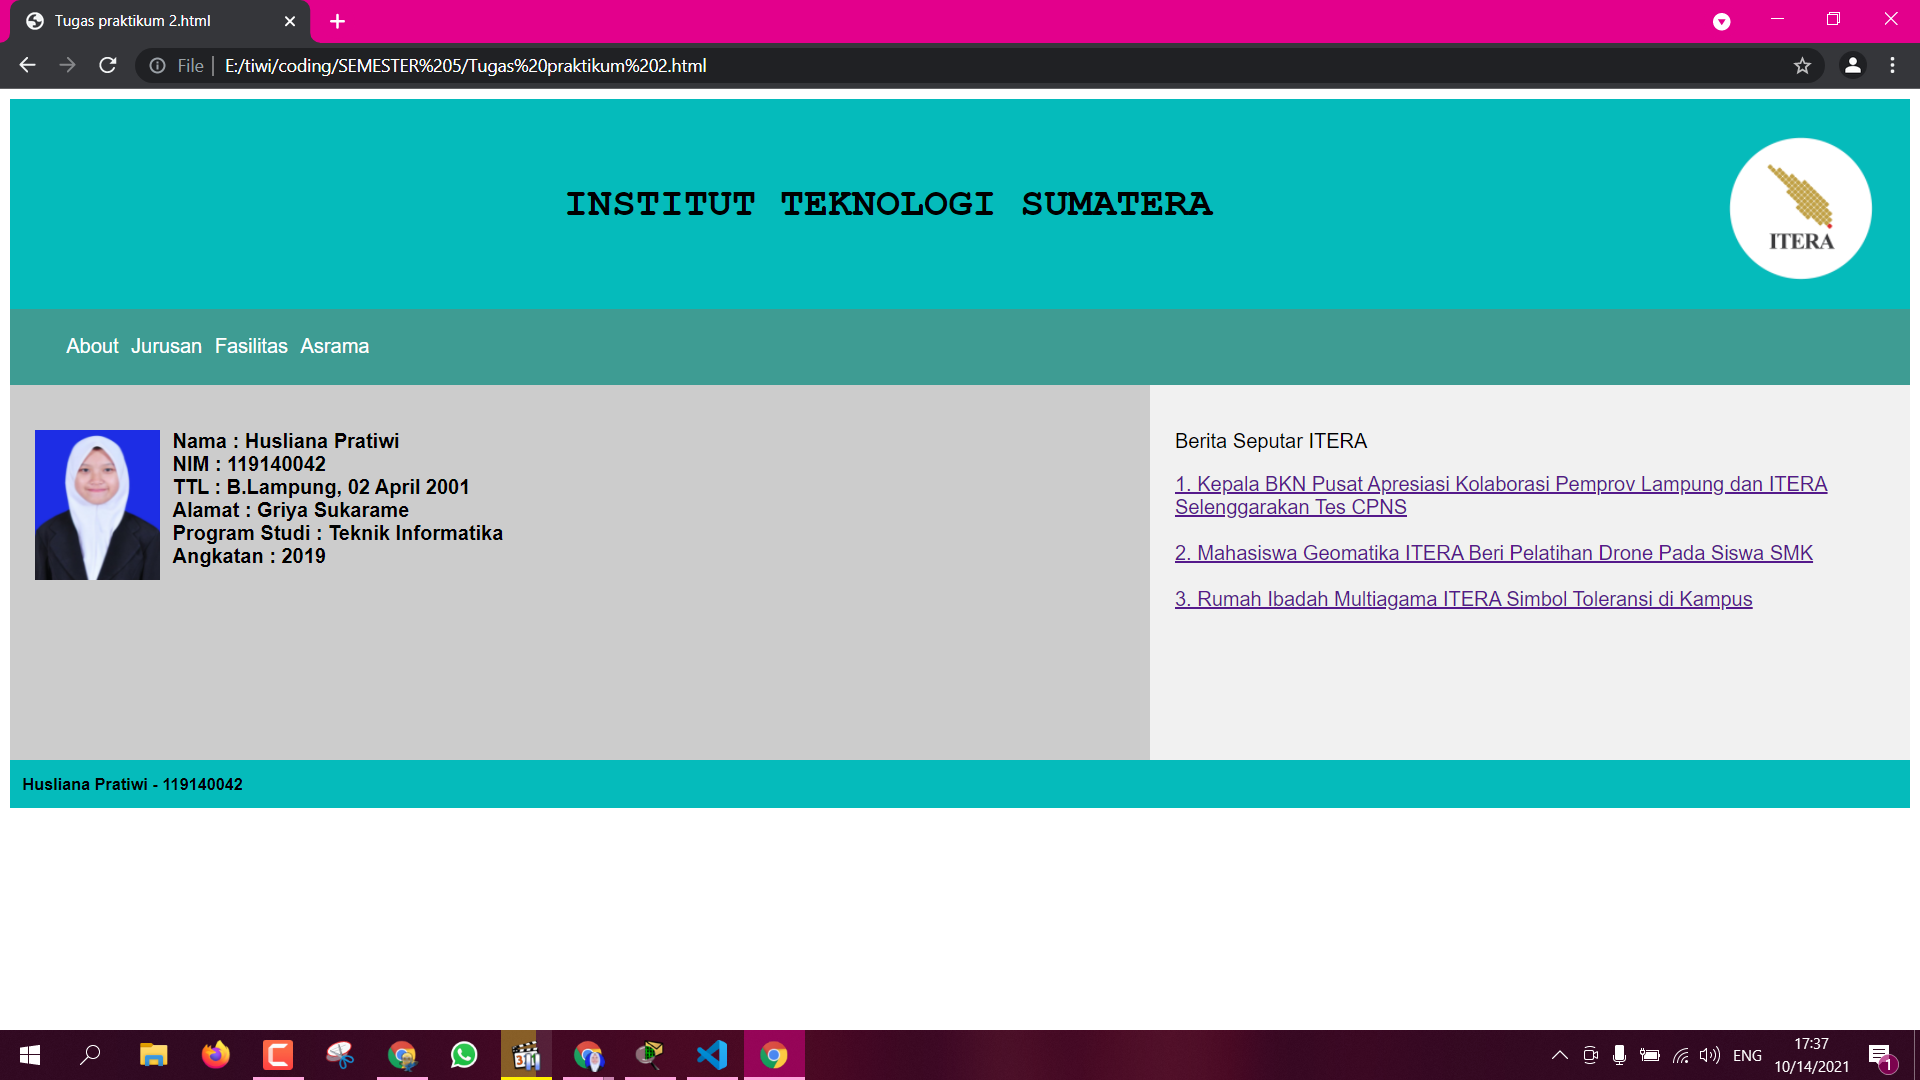 Tugas praktikum 2.html
File | E:/tiwi/coding/SEMESTER%205/Tugas%20praktikum%202.html
INSTITUT TEKNOLOGI SUMATERA
ITERA
About Jurusan Fasilitas Asrama
Nama : Husliana Pratiwi
NIM : 119140042
TTL : B.Lampung, 02 April 2001
Alamat : Griya Sukarame
Program Studi : Teknik Informatika
Angkatan : 2019
Berita Seputar ITERA
1. Kepala BKN Pusat Apresiasi Kolaborasi Pemprov Lampung dan ITERA
Selenggarakan Tes CPNS
2. Mahasiswa Geomatika ITERA Beri Pelatihan Drone Pada Siswa SMK
3. Rumah Ibadah Multiagama ITERA Simbol Toleransi di Kampus
Husliana Pratiwi - 119140042
ENG
17:37
10/14/2021
1